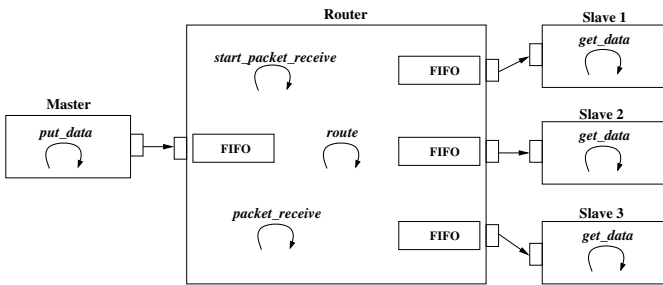 Router
Slave 1
get_data
start_packet_receive
FIFO
Master
put_data
FIFO
route
FIFO
Slave 2
get_data
packet_receive
FIFO
Slave 3
get_data